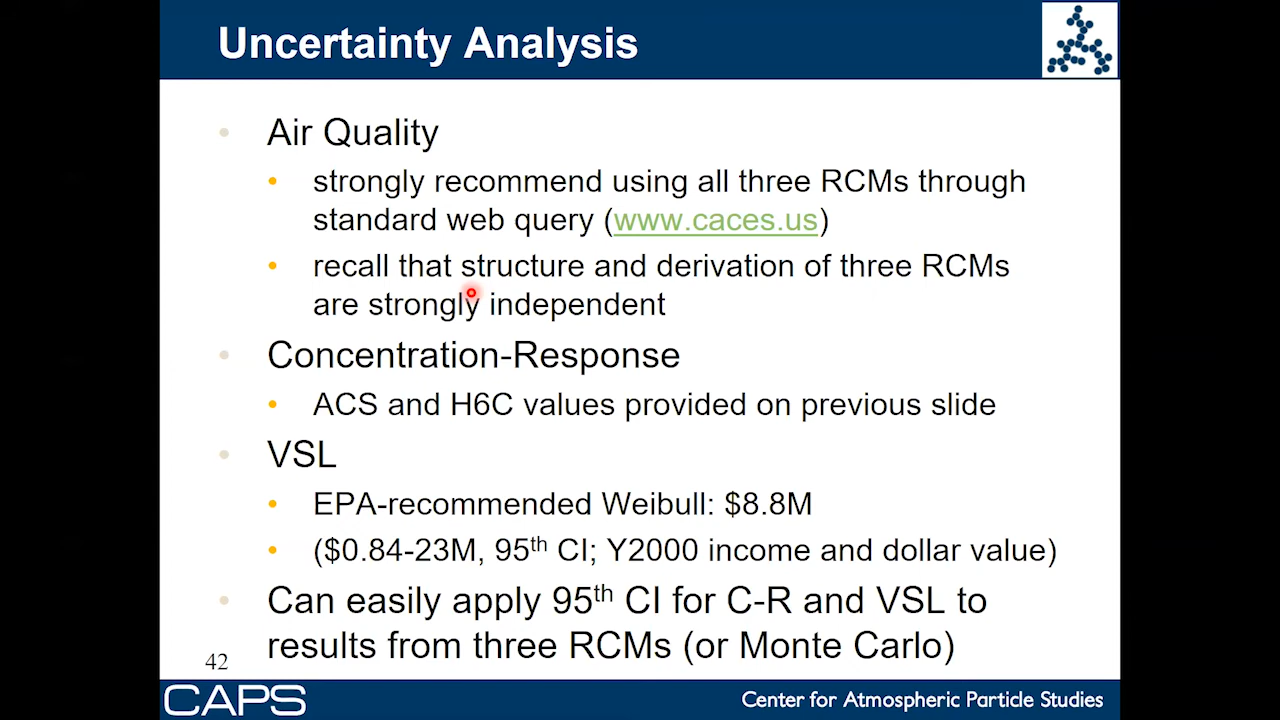 Uncertainty Analysis
• Air Quality
• strongly recommend using all three RCMs through
standard web query (www.caces.us)
• recall that structure and derivation of three RCMs
are strongly independent
• Concentration-Response
• ACS and H6C values provided on previous slide
• VSL
• EPA-recommended Weibull: $8.8M
• ($0.84-23M, 95th CI; Y2000 income and dollar value)
• Can easily apply 95th CI for C-R and VSL to
results from three RCMs (or Monte Carlo)
42
CAPS
Center for Atmospheric Particle Studies